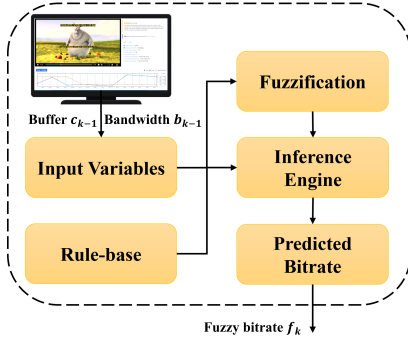 Buffer c_{k−1} Bandwidth b_{k−1}
Input Variables
Rule-base
Fuzzification
Inference
Engine
Predicted
Bitrate
Fuzzy bitrate f_k